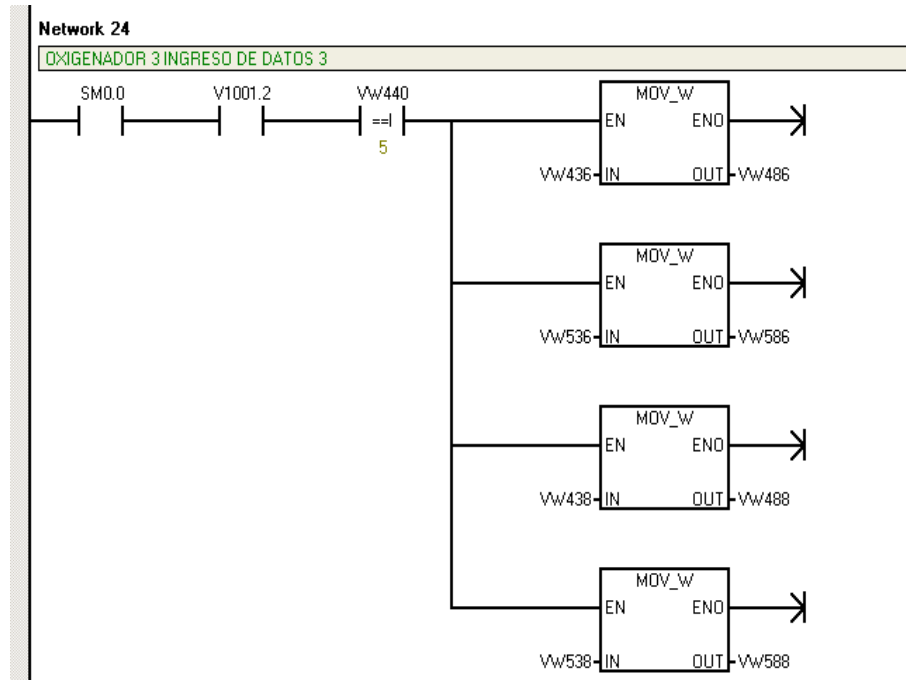 Network 24
OXIGENADOR 3 INGRESO DE DATOS 3
SM0.0 V1001.2 VW440 MOV_W
==I EN ENO
5
VW436 IN OUT VW486
MOV_W
EN ENO
VW536 IN OUT VW586
MOV_W
EN ENO
VW438 IN OUT VW488
MOV_W
EN ENO
VW538 IN OUT VW588